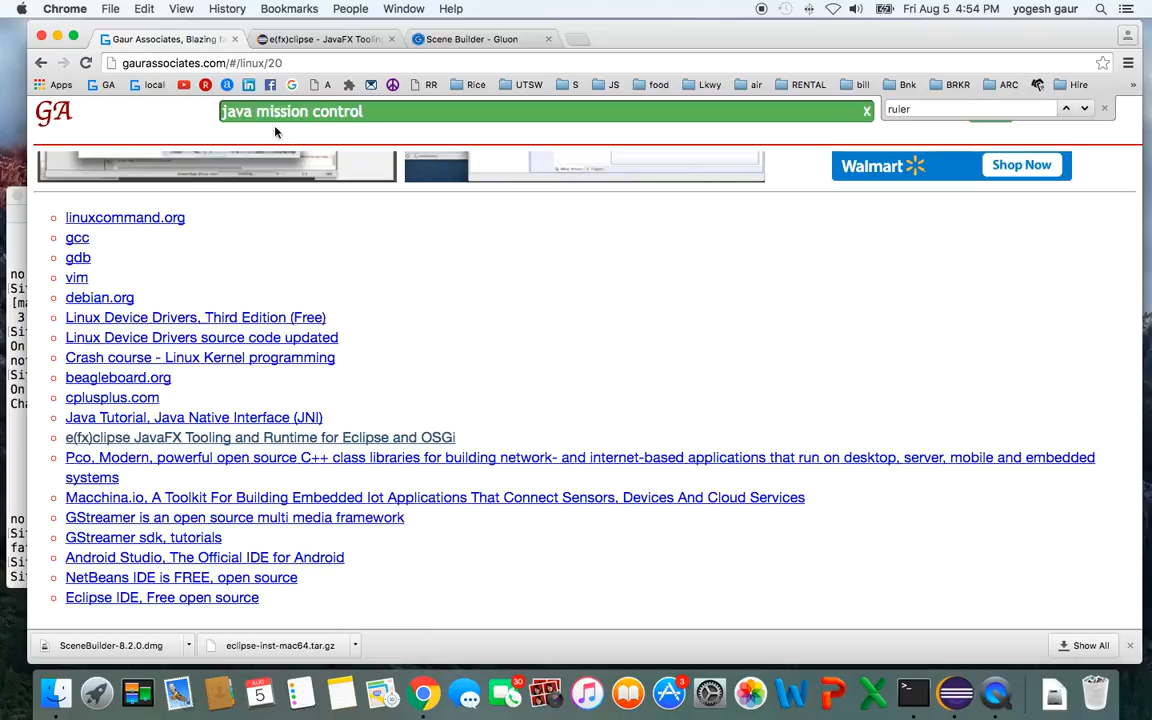 Chrome File Edit View History Bookmarks People Window Help Fri Aug 5 4:54 PM yogesh gaur
Gaur Associates, Blazing f × e(fx)clipse - JavaFX Toolin × Scene Builder - Gluon ×
gaurassociates.com/#/linux/20
Apps GA local A RR Rice UTSW S JS food Lkwy air RENTAL bill Bnk BRKR ARC Hire »
GA java mission control X ruler
Walmart Shop Now
linuxcommand.org
gcc
gdb
vim
debian.org
Linux Device Drivers, Third Edition (Free)
Linux Device Drivers source code updated
Crash course - Linux Kernel programming
beagleboard.org
cplusplus.com
Java Tutorial, Java Native Interface (JNI)
e(fx)clipse JavaFX Tooling and Runtime for Eclipse and OSGi
Pco, Modern, powerful open source C++ class libraries for building network- and internet-based applications that run on desktop, server, mobile and embedded
systems
Macchina.io, A Toolkit For Building Embedded Iot Applications That Connect Sensors, Devices And Cloud Services
GStreamer is an open source multi media framework
GStreamer sdk, tutorials
Android Studio, The Official IDE for Android
NetBeans IDE is FREE, open source
Eclipse IDE, Free open source
SceneBuilder-8.2.0.dmg eclipse-inst-mac64.tar.gz Show All
30 3